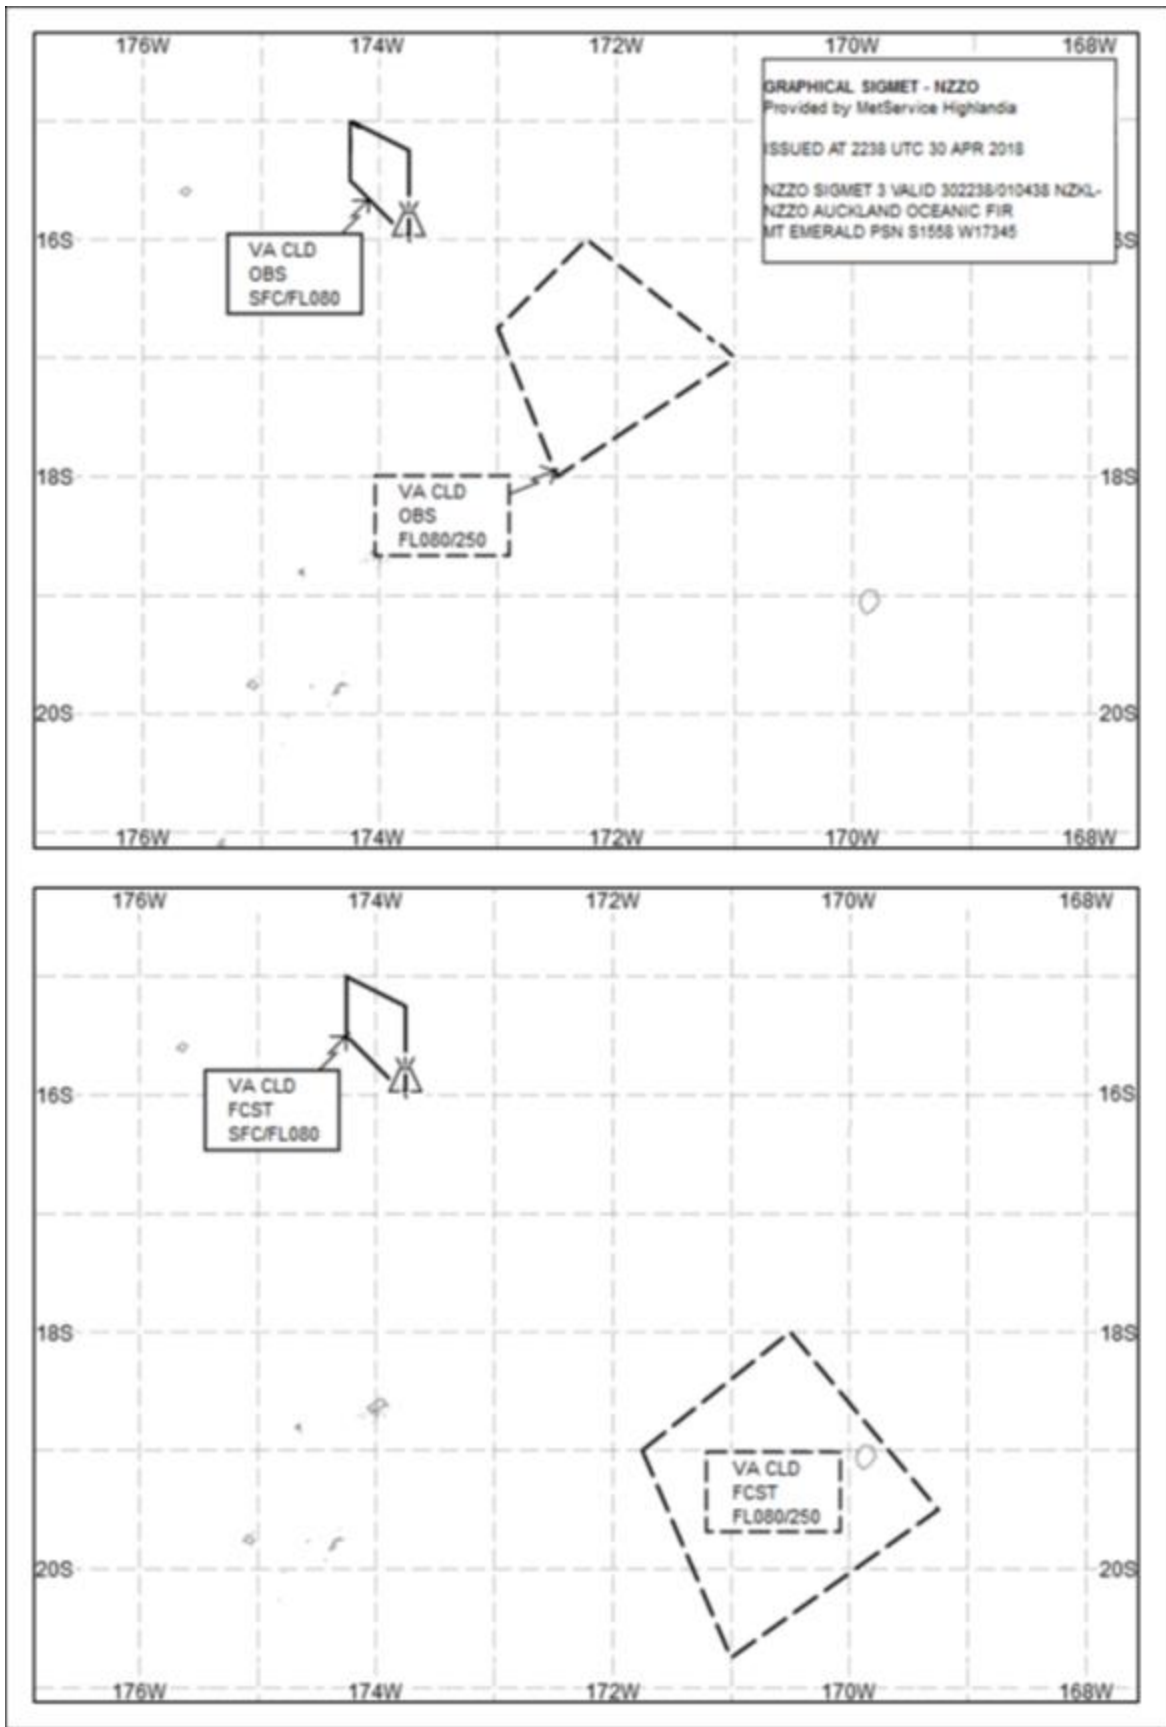 176W 174W 172W 170W 168W
GRAPHICAL SIGMET - NZZO
Provided by MetService Highlandia
ISSUED AT 2238 UTC 30 APR 2018
NZZO SIGMET 3 VALID 302238/010438 NZKL-
NZZO AUCKLAND OCEANIC FIR
MT EMERALD PSN S1558 W17345
16S 6S
VA CLD
OBS
SFC/FL080
18S 18S
VA CLD
OBS
FL080/250
20S 20S
176W 174W 172W 170W 168W
176W 174W 172W 170W 168W
16S 16S
VA CLD
FCST
SFC/FL080
18S 18S
VA CLD
FCST
FL080/250
20S 20S
176W 174W 172W 170W 168W